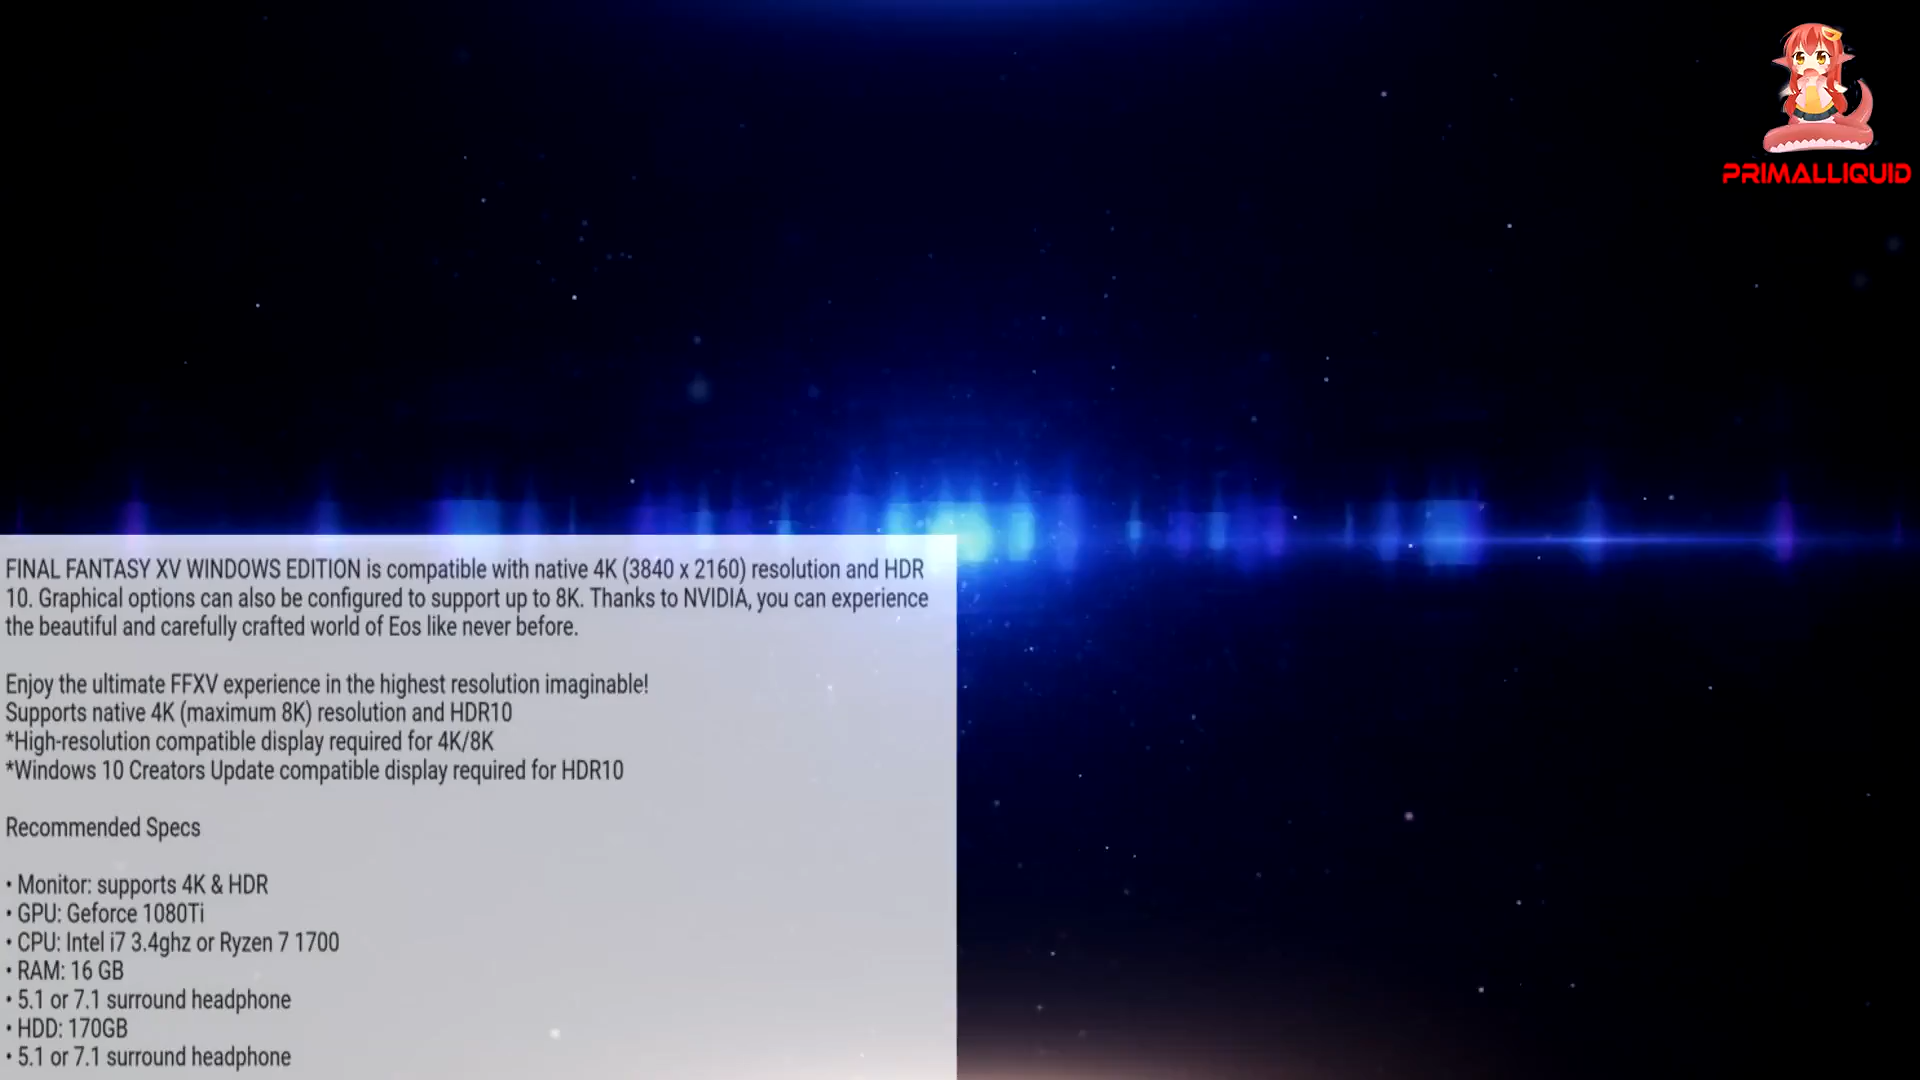 PRIMALLIQUID
FINAL FANTASY XV WINDOWS EDITION is compatible with native 4K (3840 x 2160) resolution and HDR
10. Graphical options can also be configured to support up to 8K. Thanks to NVIDIA, you can experience
the beautiful and carefully crafted world of Eos like never before.
Enjoy the ultimate FFXV experience in the highest resolution imaginable!
Supports native 4K (maximum 8K) resolution and HDR10
*High-resolution compatible display required for 4K/8K
*Windows 10 Creators Update compatible display required for HDR10
Recommended Specs
• Monitor: supports 4K & HDR
• GPU: Geforce 1080Ti
• CPU: Intel i7 3.4ghz or Ryzen 7 1700
• RAM: 16 GB
• 5.1 or 7.1 surround headphone
• HDD: 170GB
• 5.1 or 7.1 surround headphone